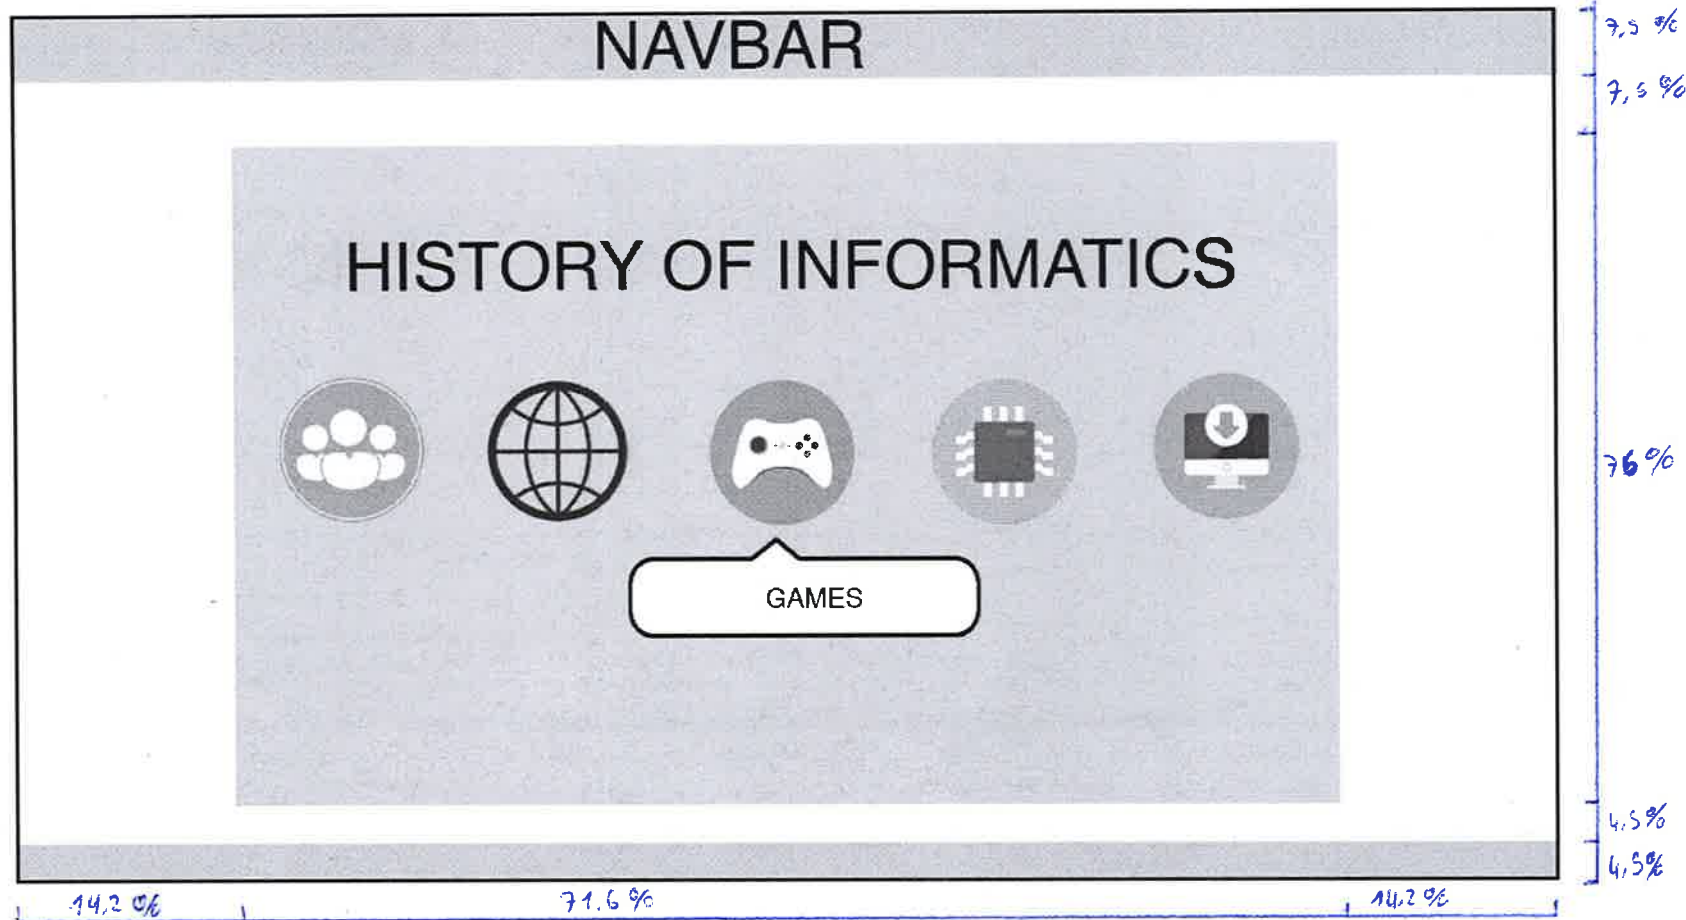 NAVBAR
7,5 %
7,5 %
HISTORY OF INFORMATICS
76%
GAMES
4,5%
4,5%
14,2 %
71,6 %
14,2 %